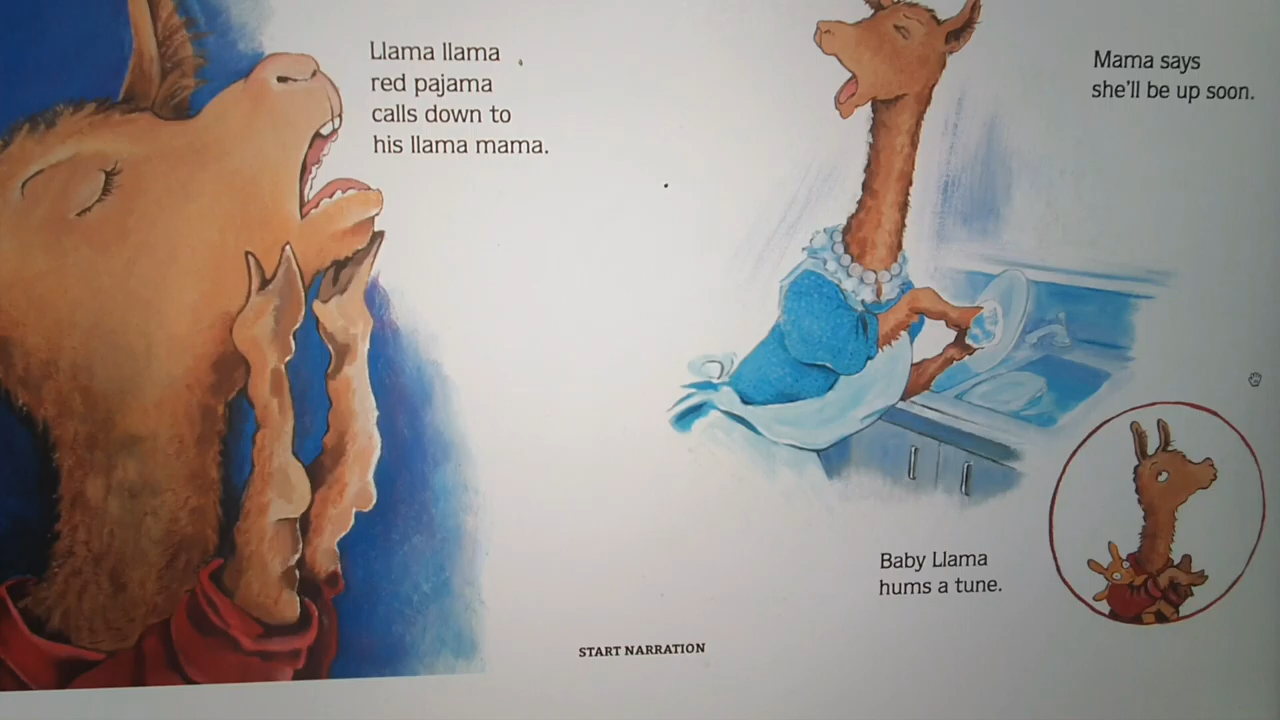 Llama llama
red pajama
calls down to
his llama mama.
Mama says
she'll be up soon.
Baby Llama
hums a tune.
START NARRATION